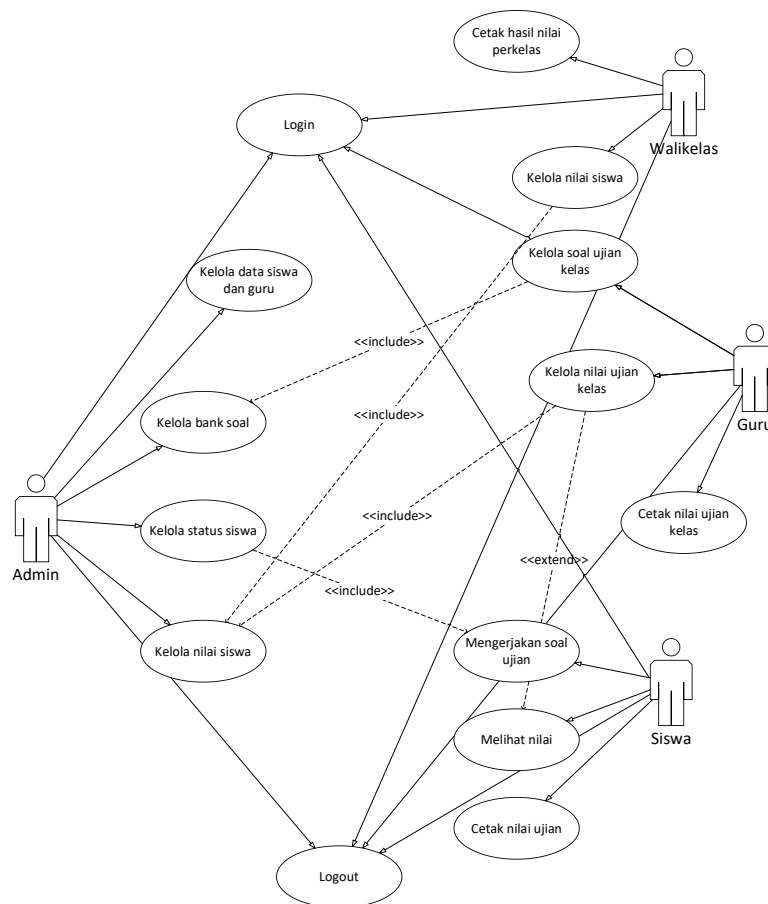 Cetak hasil nilai
perkelas
Login
Walikelas
Kelola nilai siswa
Kelola soal ujian
kelas
Kelola data siswa
dan guru
<<include>>
Kelola nilai ujian
kelas
Guru
Kelola bank soal
<<include>>
Cetak nilai ujian
kelas
<<include>>
Kelola status siswa
Admin
<<extend>>
<<include>>
Kelola nilai siswa
Mengerjakan soal
ujian
Siswa
Melihat nilai
Cetak nilai ujian
Logout